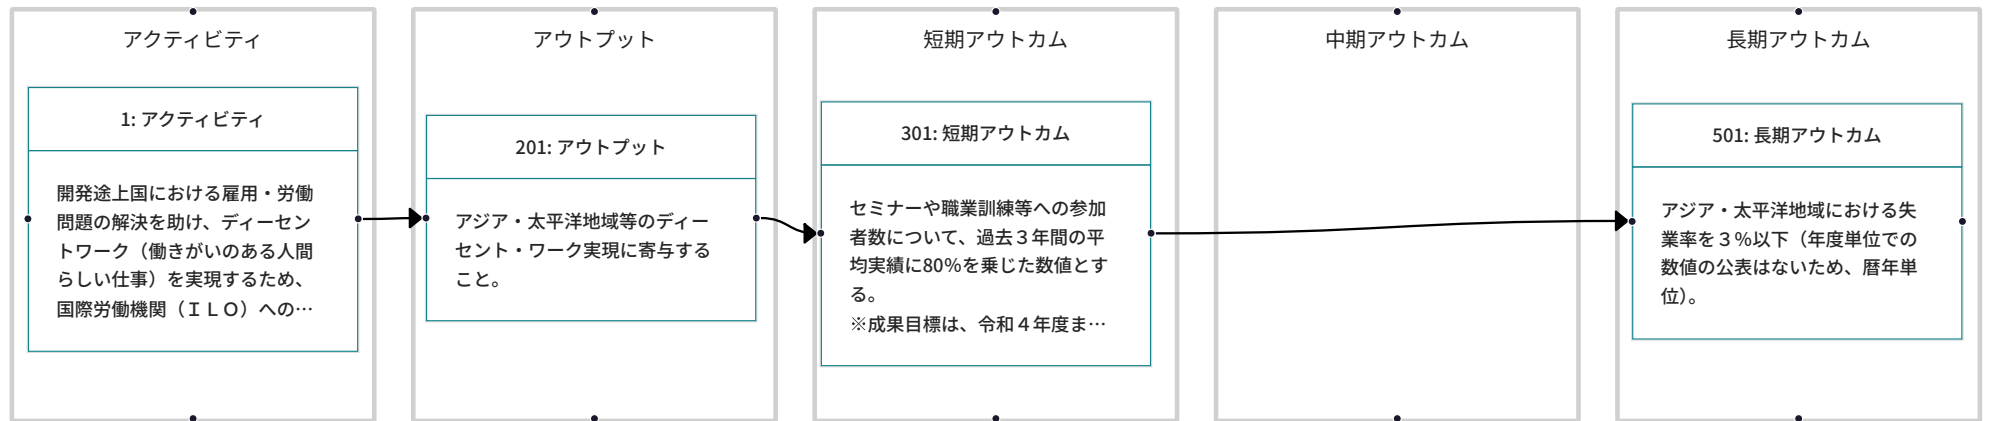 アクティビティ
1: アクティビティ
開発途上国における雇用・労働
問題の解決を助け、ディーセン
トワーク（働きがいのある人間
らしい仕事）を実現するため、
国際労働機関（ＩＬＯ）への…
アウトプット
201: アウトプット
アジア・太平洋地域等のディー
セント・ワーク実現に寄与する
こと。
短期アウトカム
301: 短期アウトカム
セミナーや職業訓練等への参加
者数について、過去３年間の平
均実績に80%を乗じた数値とす
る。
※成果目標は、令和４年度ま…
中期アウトカム
長期アウトカム
501: 長期アウトカム
アジア・太平洋地域における失
業率を３%以下（年度単位での
数値の公表はないため、暦年単
位）。